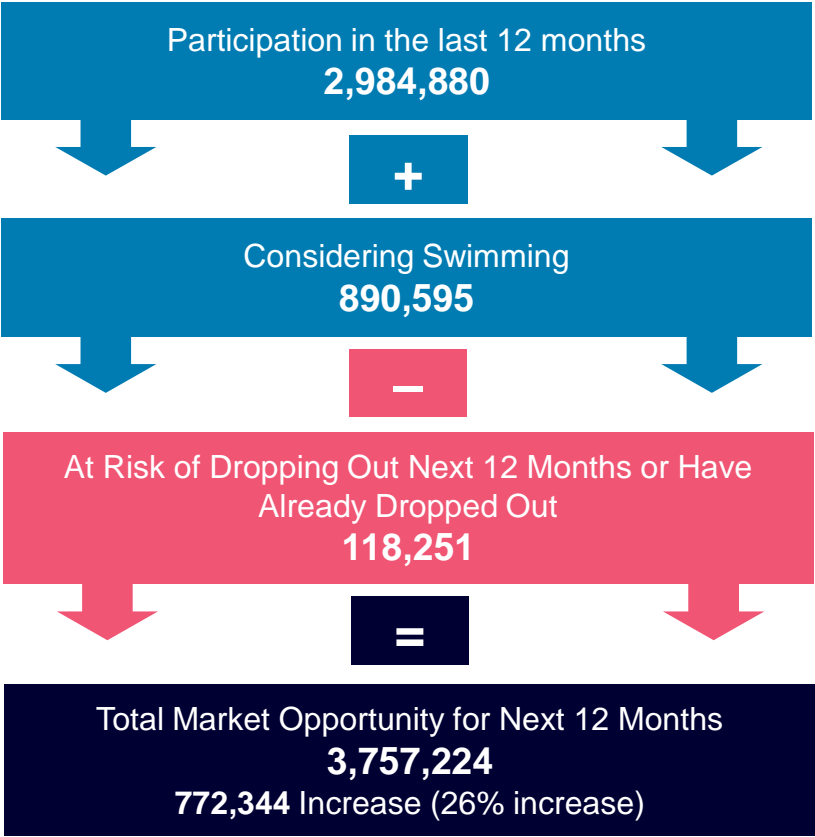 Participation in the last 12 months
2,984,880
+
Considering Swimming
890,595
–
At Risk of Dropping Out Next 12 Months or Have
Already Dropped Out
118,251
=
Total Market Opportunity for Next 12 Months
3,757,224
772,344 Increase (26% increase)